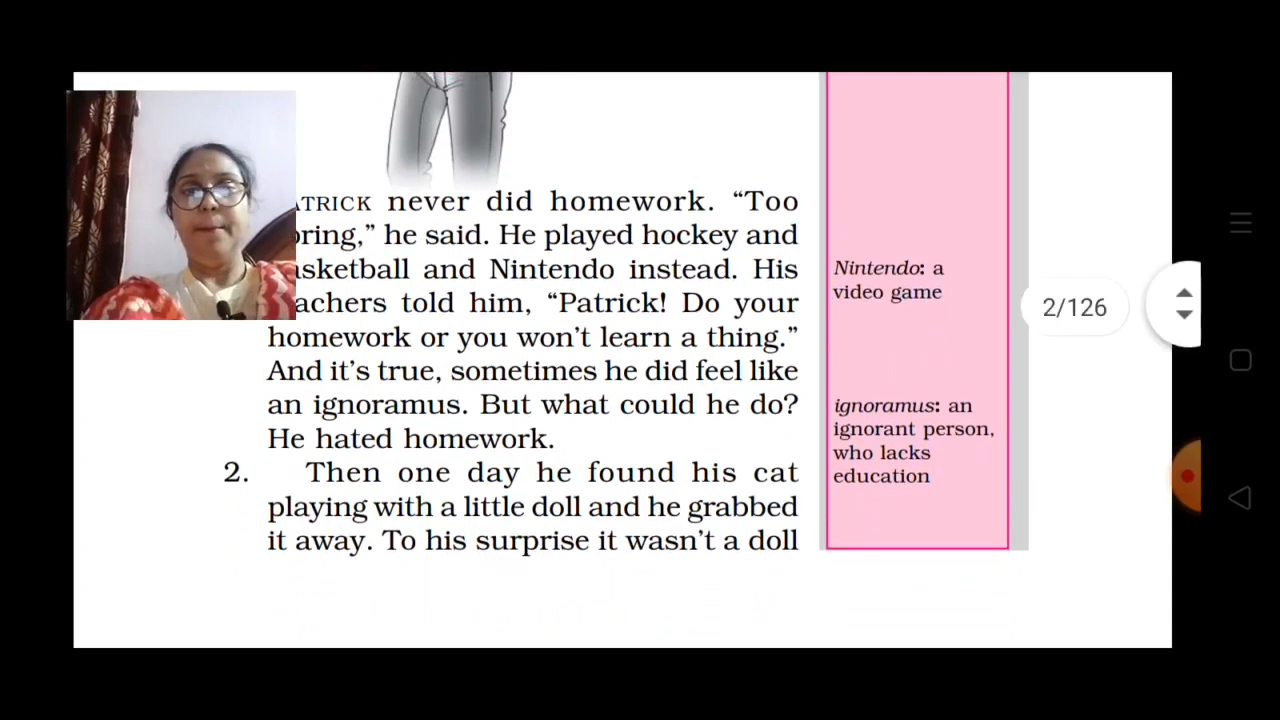 ATRICK never did homework. “Too
oring,” he said. He played hockey and
asketball and Nintendo instead. His
achers told him, “Patrick! Do your
homework or you won’t learn a thing.”
And it’s true, sometimes he did feel like
an ignoramus. But what could he do?
He hated homework.
2. Then one day he found his cat
playing with a little doll and he grabbed
it away. To his surprise it wasn’t a doll
Nintendo: a
video game
ignoramus: an
ignorant person,
who lacks
education
2/126